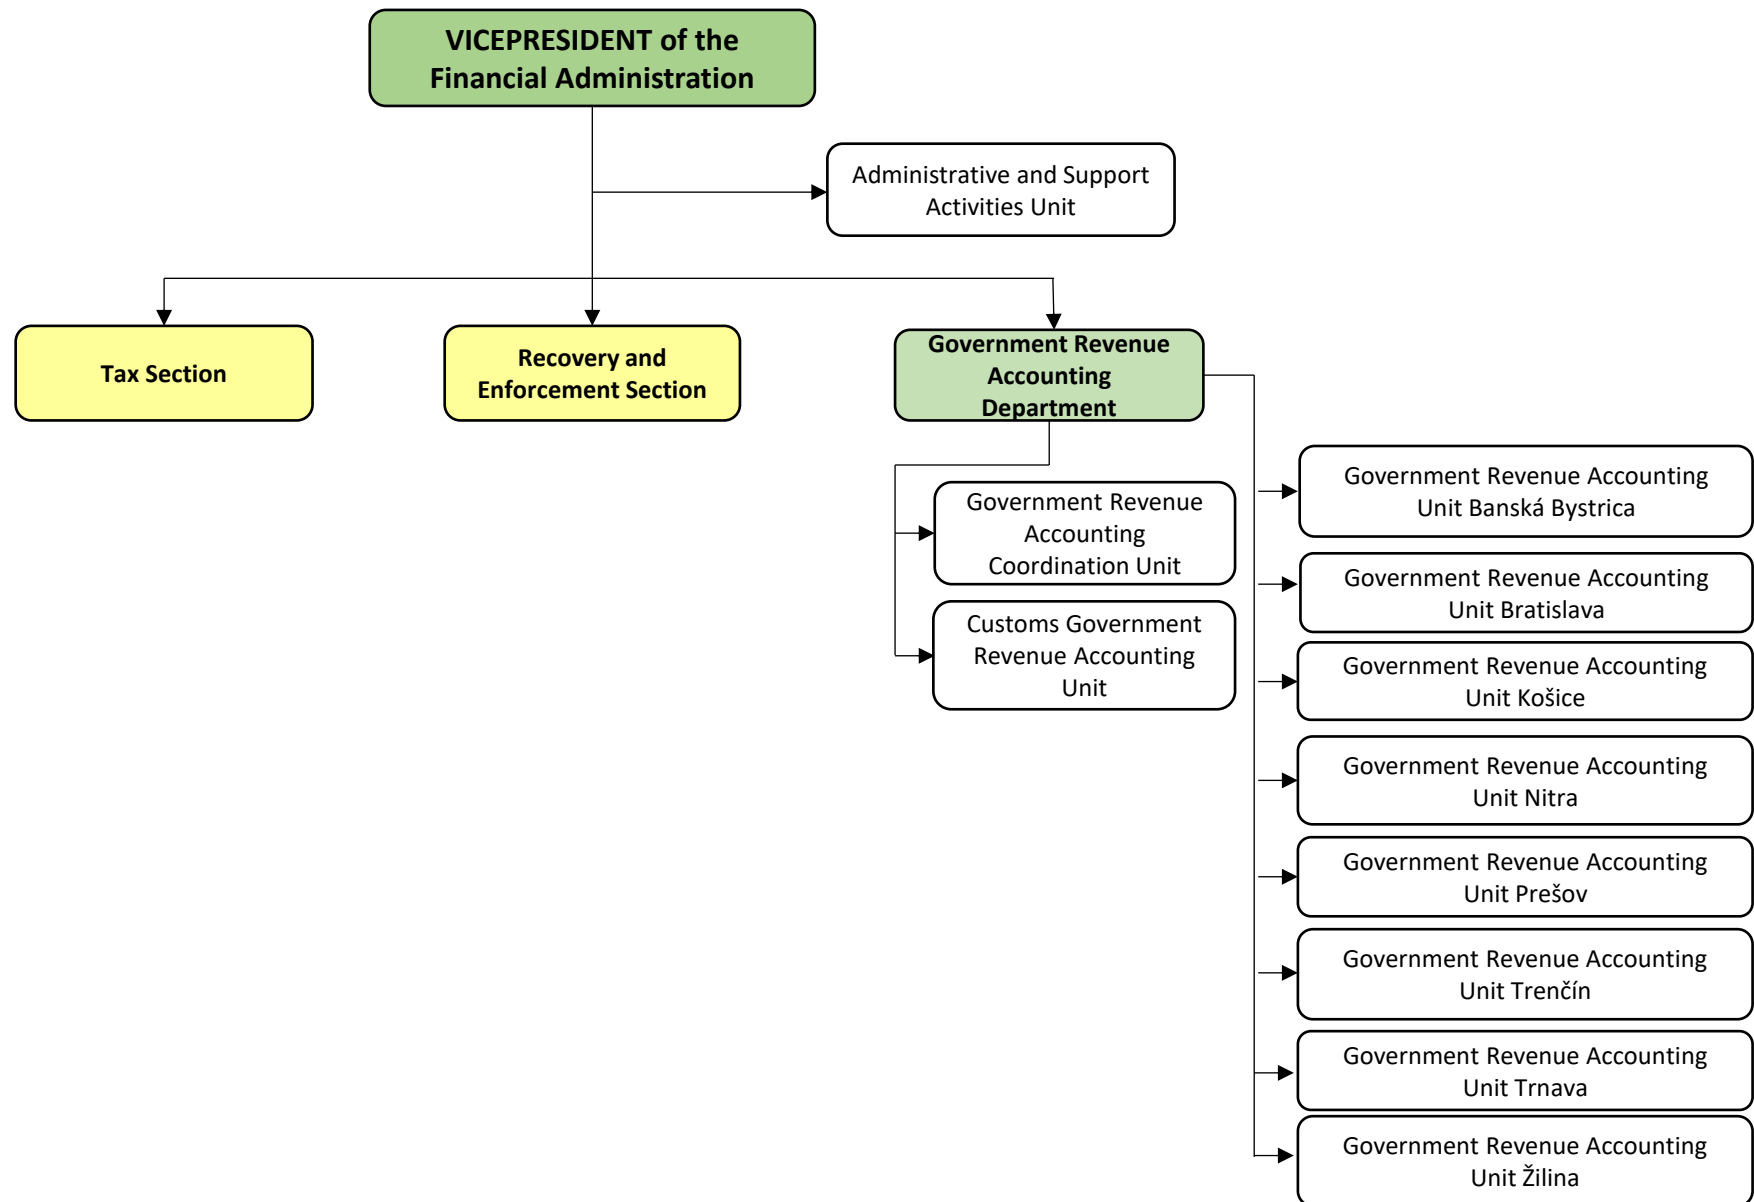 VICEPRESIDENT of the
Financial Administration
Administrative and Support
Activities Unit
Tax Section
Recovery and
Enforcement Section
Government Revenue
Accounting
Department
Government Revenue
Accounting
Coordination Unit
Customs Government
Revenue Accounting
Unit
Government Revenue Accounting
Unit Banská Bystrica
Government Revenue Accounting
Unit Bratislava
Government Revenue Accounting
Unit Košice
Government Revenue Accounting
Unit Nitra
Government Revenue Accounting
Unit Prešov
Government Revenue Accounting
Unit Trenčín
Government Revenue Accounting
Unit Trnava
Government Revenue Accounting
Unit Žilina